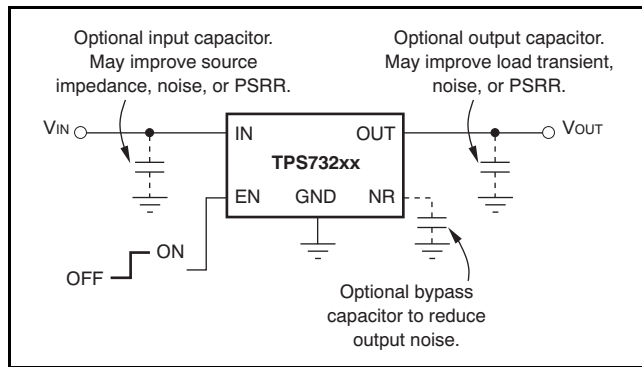 Optional input capacitor.
May improve source
impedance, noise, or PSRR.
Optional output capacitor.
May improve load transient,
noise, or PSRR.
VIN
IN
OUT
VOUT
TPS732xx
EN
GND
NR
ON
OFF
Optional bypass
capacitor to reduce
output noise.